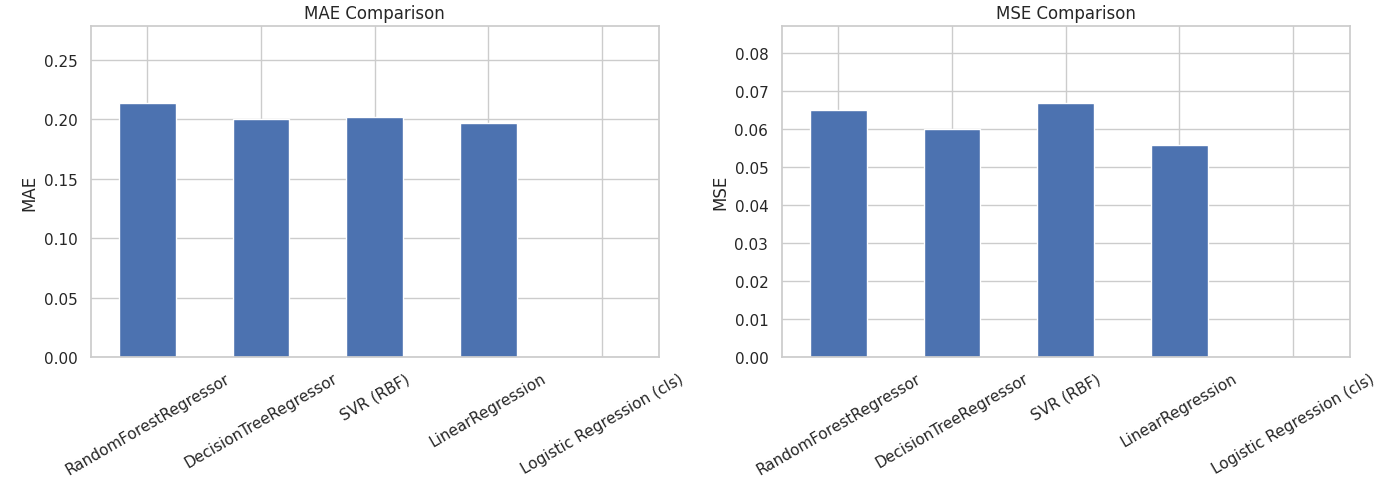 MAE Comparison
MAE
0.25
0.20
0.15
0.10
0.05
0.00
RandomForestRegressor
DecisionTreeRegressor
SVR (RBF)
LinearRegression
Logistic Regression (cls)
MSE Comparison
MSE
0.08
0.07
0.06
0.05
0.04
0.03
0.02
0.01
0.00
RandomForestRegressor
DecisionTreeRegressor
SVR (RBF)
LinearRegression
Logistic Regression (cls)